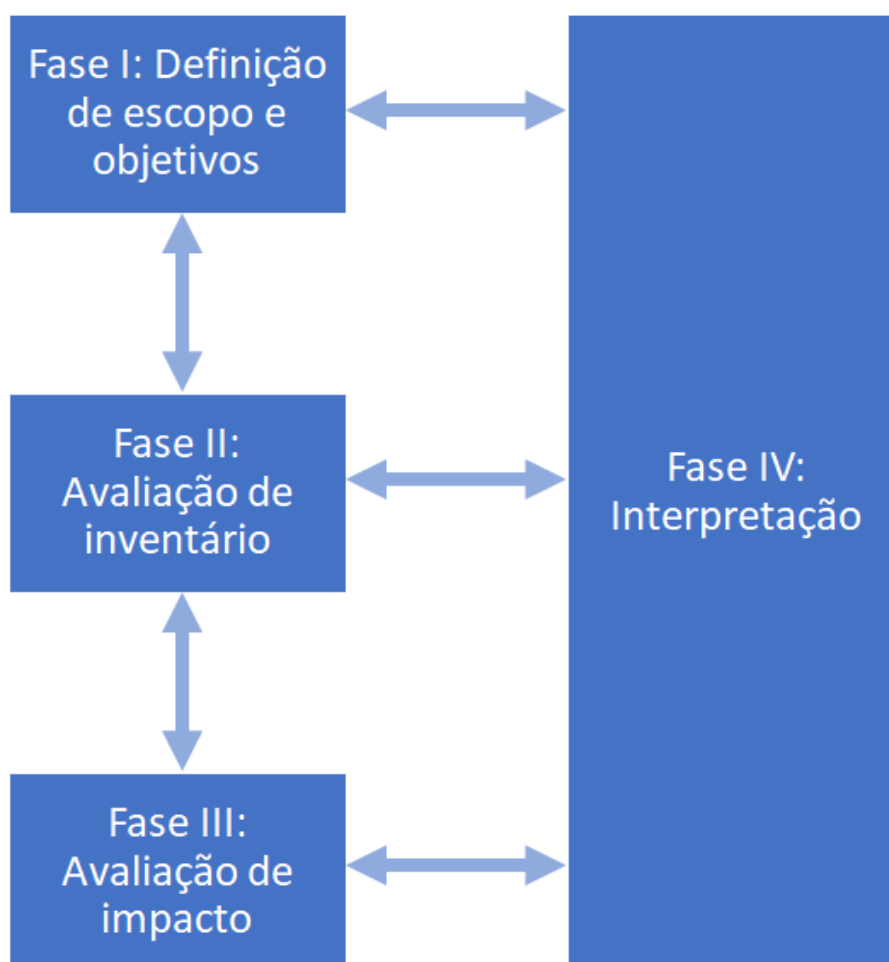 Fase I: Definição
de escopo e
objetivos
Fase II:
Avaliação de
inventário
Fase III:
Avaliação de
impacto
Fase IV:
Interpretação